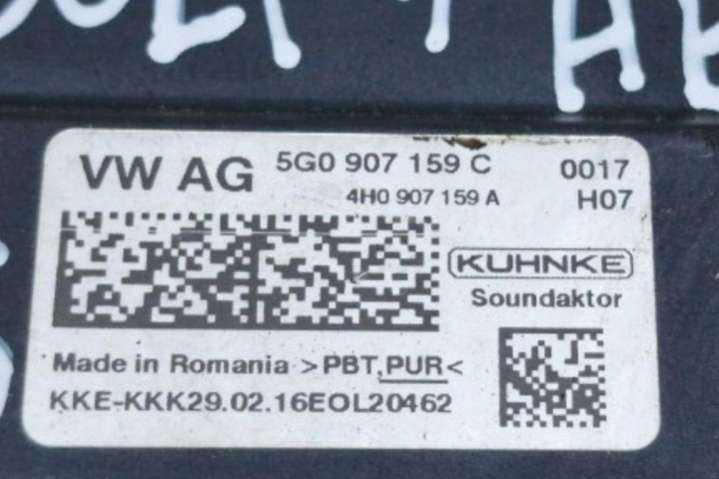 VW AG 5G0 907 159 C 0017
4H0 907 159 A H07
KUHNKE
Soundaktor
Made in Romania >PBT,PUR<
KKE-KKK29.02.16EOL20462